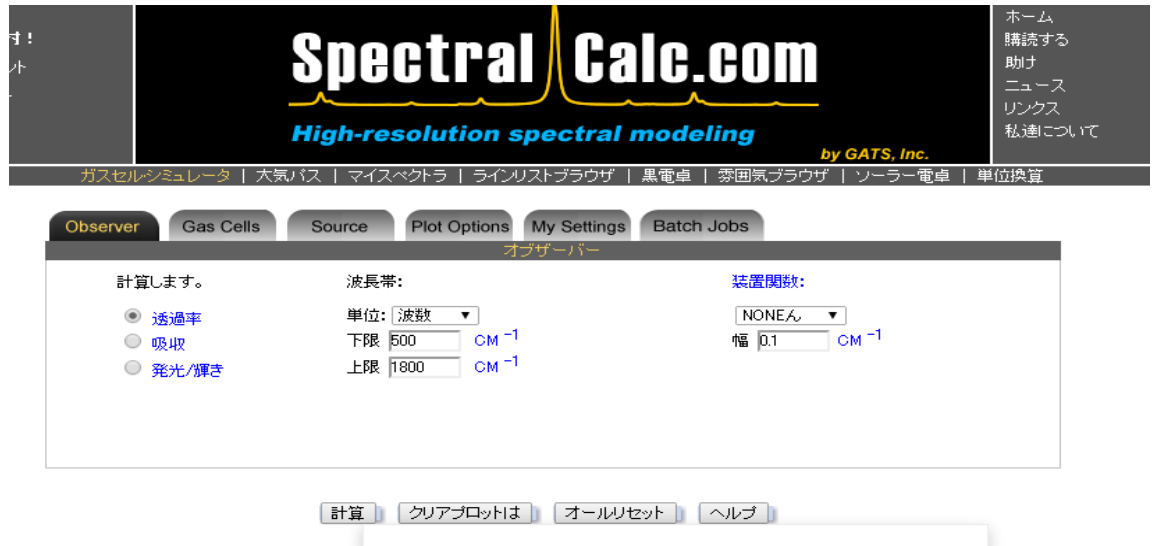 す！
ント
Spectral Calc.com
High-resolution spectral modeling
by GATS, Inc.
ホーム
購読する
助け
ニュース
リンクス
私達について
ガスセル・シミュレータ | 大気パス | マイスペクトラ | ラインリストブラウザ | 黒電卓 | 雰囲気ブラウザ | ソーラー電卓 | 単位換算
Observer Gas Cells Source Plot Options My Settings Batch Jobs
オブザーバー
計算します。 波長帯: 装置関数:
透過率 単位: 波数 NONEん
吸収 下限 500 CM⁻¹ 幅 0.1 CM⁻¹
発光/輝き 上限 1800 CM⁻¹
計算 クリアプロットは オールリセット ヘルプ